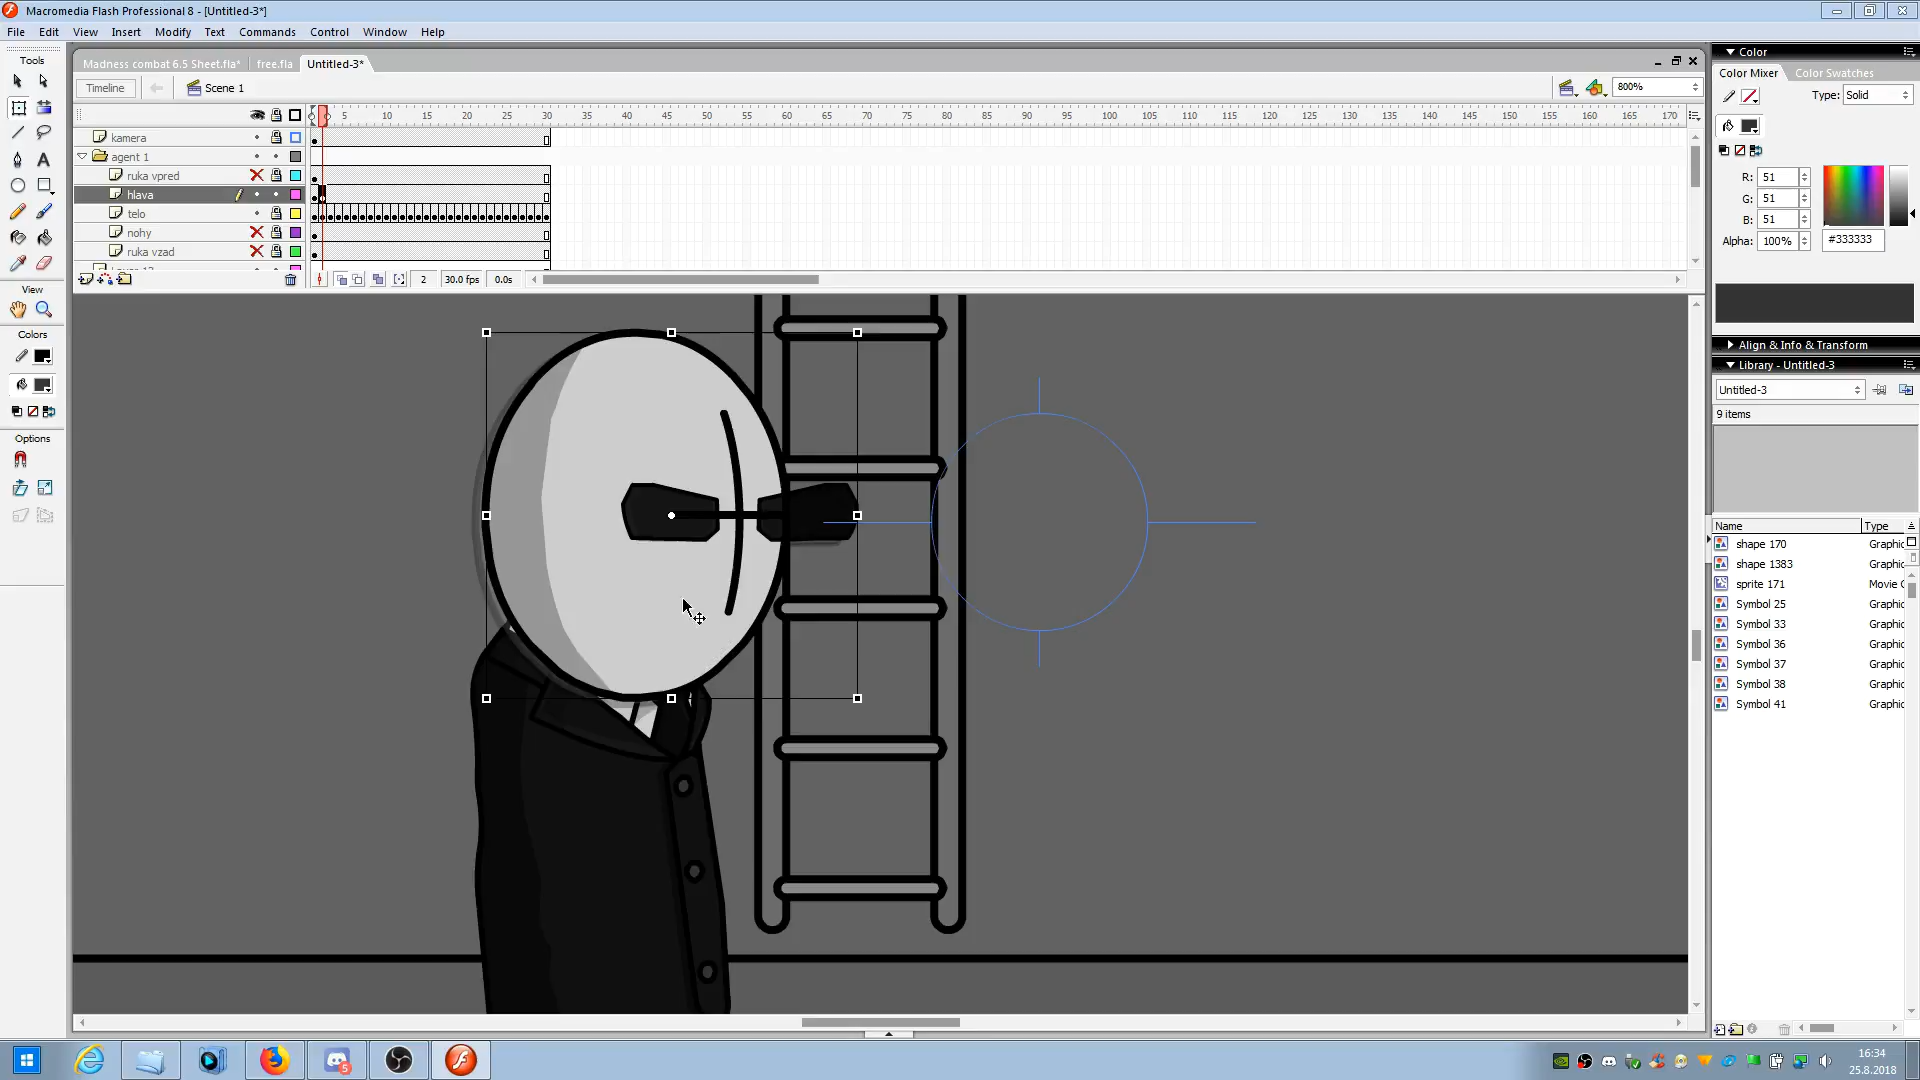 Macromedia Flash Professional 8 - [Untitled-3*]
File Edit View Insert Modify Text Commands Control Window Help
Tools
View
Colors
Options
Madness combat 6.5 Sheet.fla* free.fla Untitled-3*
Timeline Scene 1 800%
5 10 15 20 25 30 35 40 45 50 55 60 65 70 75 80 85 90 95 100 105 110 115 120 125 130 135 140 145 150 155 160 165 170
kamera
agent 1
ruka vpred
hlava
telo
nohy
ruka vzad
2 30.0 fps 0.0s
Color
Color Mixer Color Swatches
Type: Solid
R: 51
G: 51
B: 51
Alpha: 100% #333333
Align & Info & Transform
Library - Untitled-3
Untitled-3
9 items
Name Type
shape 170 Graphic
shape 1383 Graphic
sprite 171 Movie C
Symbol 25 Graphic
Symbol 33 Graphic
Symbol 36 Graphic
Symbol 37 Graphic
Symbol 38 Graphic
Symbol 41 Graphic
5
16:34
25.8.2018